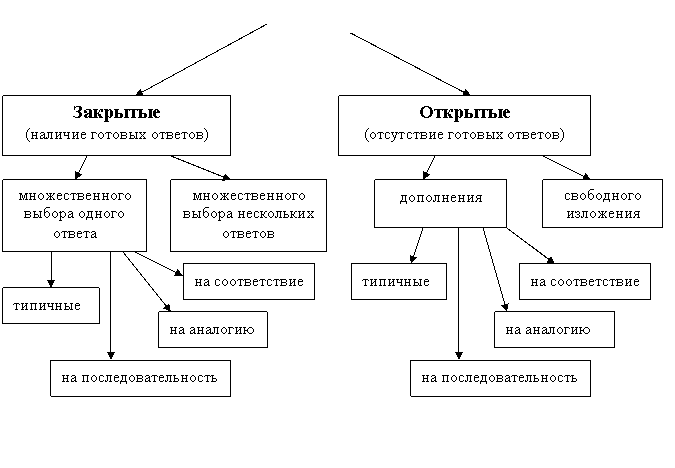 Закрытые
(наличие готовых ответов)
Открытые
(отсутствие готовых ответов)
множественного
выбора одного
ответа
множественного
выбора нескольких
ответов
дополнения
свободного
изложения
на соответствие
типичные
на аналогию
на последовательность
типичные
на соответствие
на аналогию
на последовательность